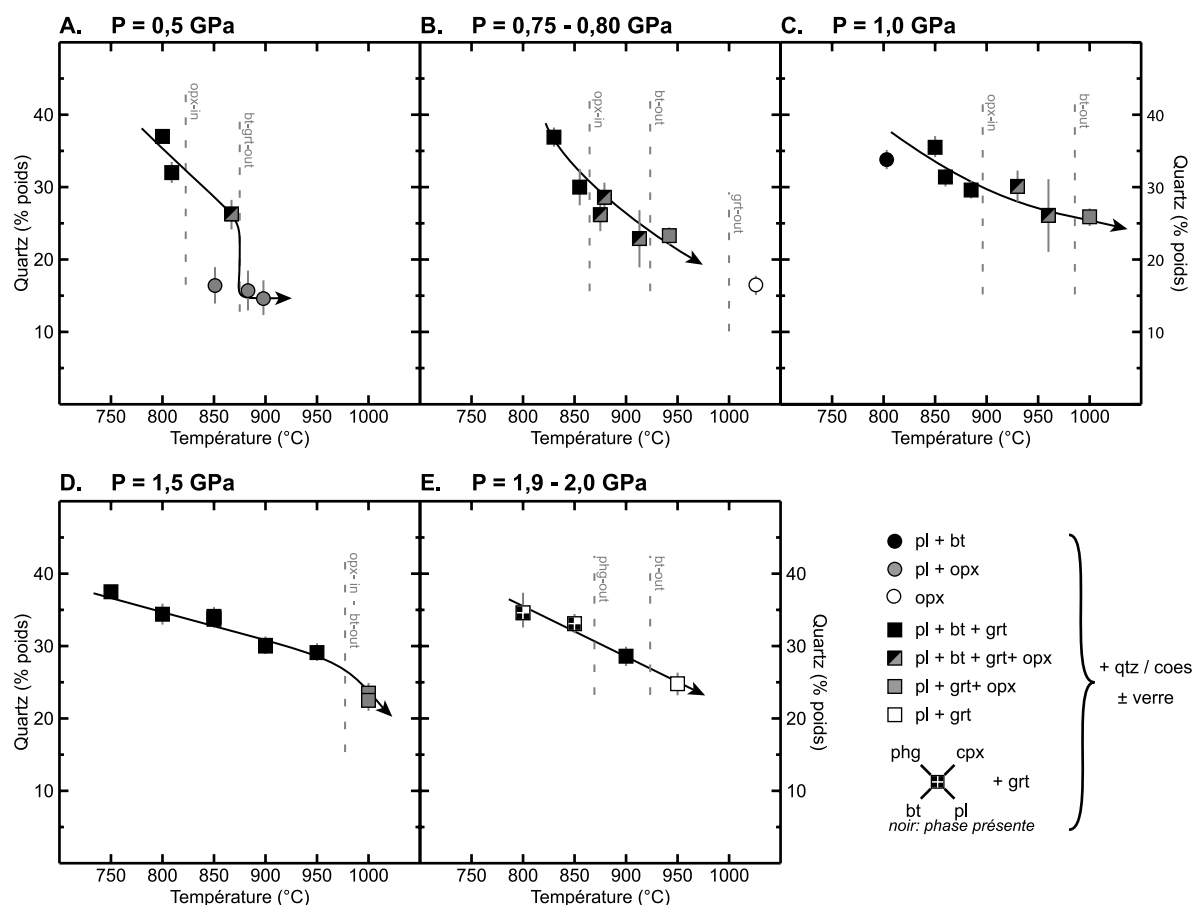 A. P = 0,5 GPa
B. P = 0,75 - 0,80 GPa
C. P = 1,0 GPa
opx-in
bt-grt-out
opx-in
bt-out
grt-out
opx-in
bt-out
Quartz (% poids)
40
30
20
10
40
30
20
10
Quartz (% poids)
750 800 850 900 950 1000
750 800 850 900 950 1000
750 800 850 900 950 1000
Température (°C)
Température (°C)
Température (°C)
D. P = 1,5 GPa
E. P = 1,9 - 2,0 GPa
opx- in - bt-out
phg-out
bt-out
Quartz (% poids)
40
30
20
10
40
30
20
10
Quartz (% poids)
750 800 850 900 950 1000
750 800 850 900 950 1000
Température (°C)
Température (°C)
pl + bt
pl + opx
opx
pl + bt + grt
pl + bt + grt+ opx
pl + grt+ opx
pl + grt
phg cpx
+ grt
bt pl
noir: phase présente
+ qtz / coes
± verre